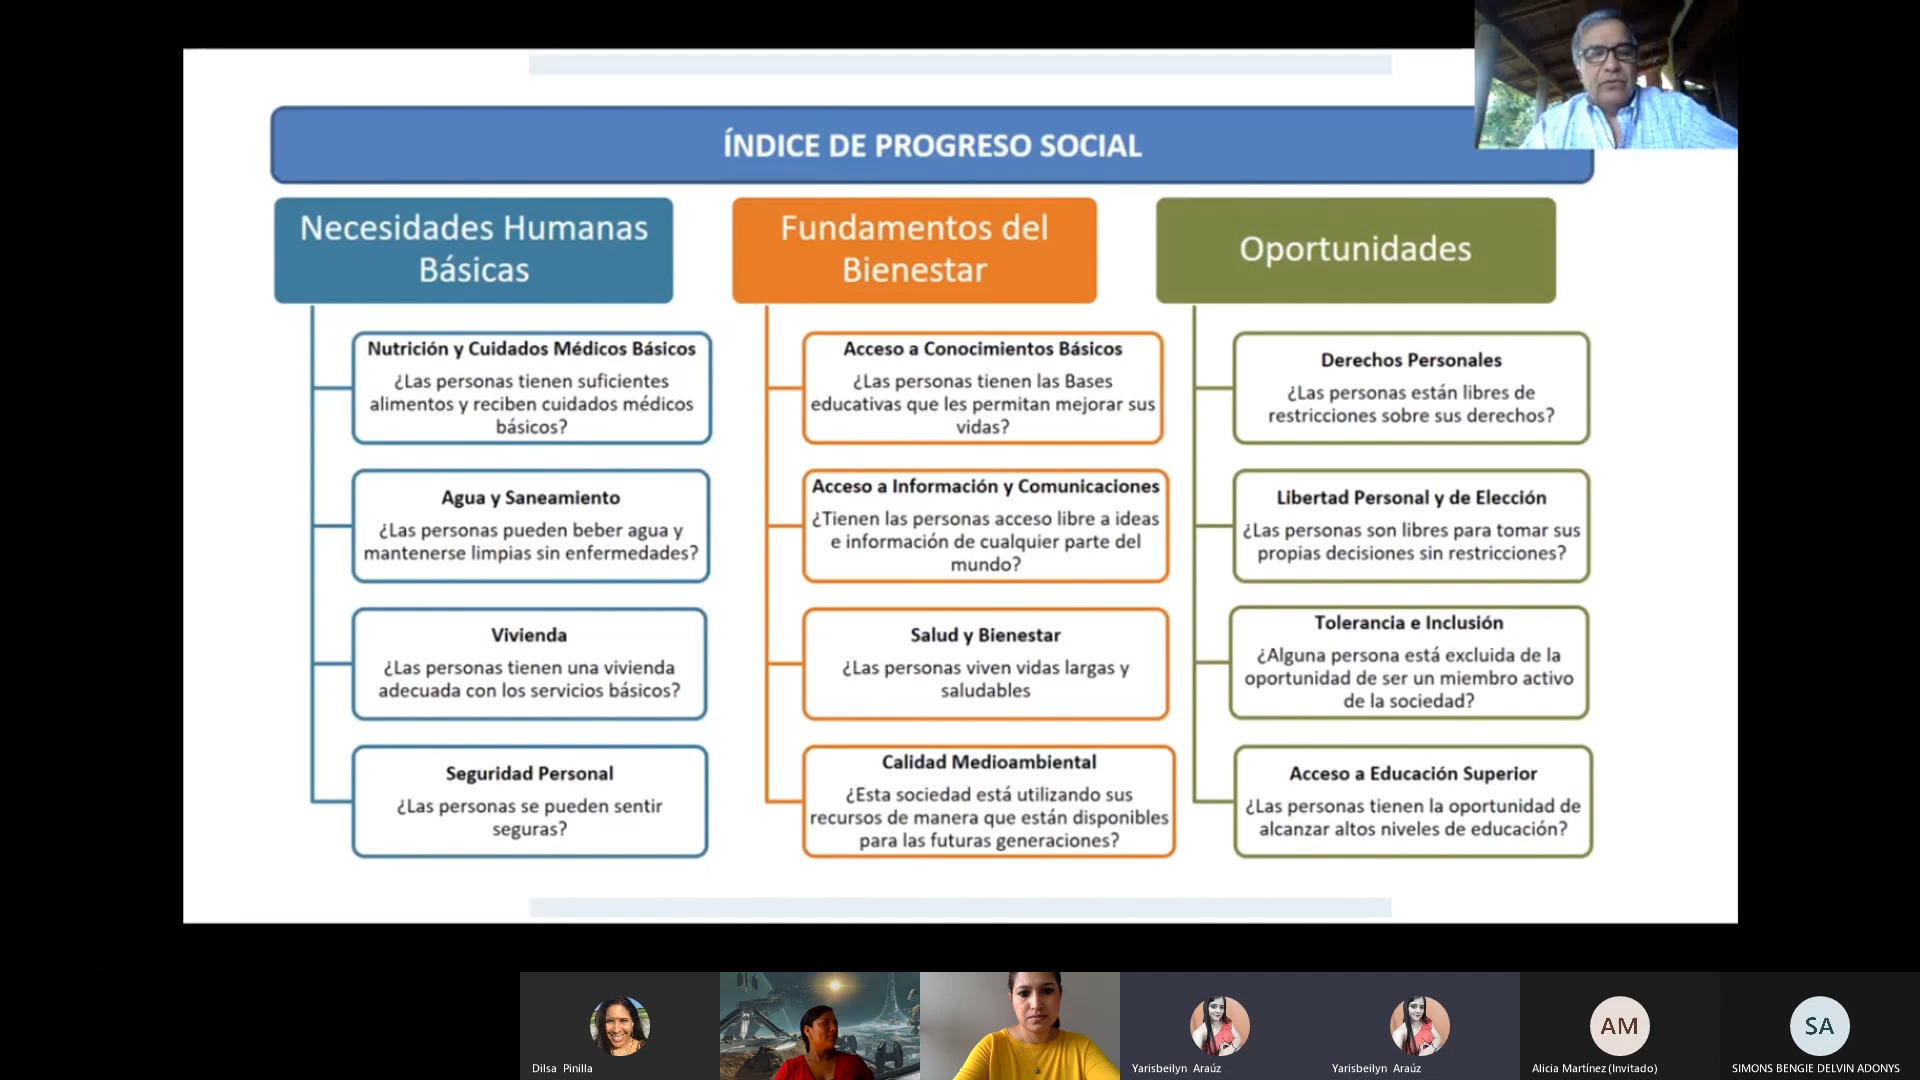 ÍNDICE DE PROGRESO SOCIAL
Necesidades Humanas
Básicas
Nutrición y Cuidados Médicos Básicos
¿Las personas tienen suficientes
alimentos y reciben cuidados médicos
básicos?
Agua y Saneamiento
¿Las personas pueden beber agua y
mantenerse limpias sin enfermedades?
Vivienda
¿Las personas tienen una vivienda
adecuada con los servicios básicos?
Seguridad Personal
¿Las personas se pueden sentir
seguras?
Fundamentos del
Bienestar
Acceso a Conocimientos Básicos
¿Las personas tienen las Bases
educativas que les permitan mejorar sus
vidas?
Acceso a Información y Comunicaciones
¿Tienen las personas acceso libre a ideas
e información de cualquier parte del
mundo?
Salud y Bienestar
¿Las personas viven vidas largas y
saludables
Calidad Medioambiental
¿Esta sociedad está utilizando sus
recursos de manera que están disponibles
para las futuras generaciones?
Oportunidades
Derechos Personales
¿Las personas están libres de
restricciones sobre sus derechos?
Libertad Personal y de Elección
¿Las personas son libres para tomar sus
propias decisiones sin restricciones?
Tolerancia e Inclusión
¿Alguna persona está excluida de la
oportunidad de ser un miembro activo
de la sociedad?
Acceso a Educación Superior
¿Las personas tienen la oportunidad de
alcanzar altos niveles de educación?
Dilsa Pinilla
Yarisbeilyn Araúz
Yarisbeilyn Araúz
AM
Alicia Martínez (Invitado)
SA
SIMONS BENGIE DELVIN ADONYS